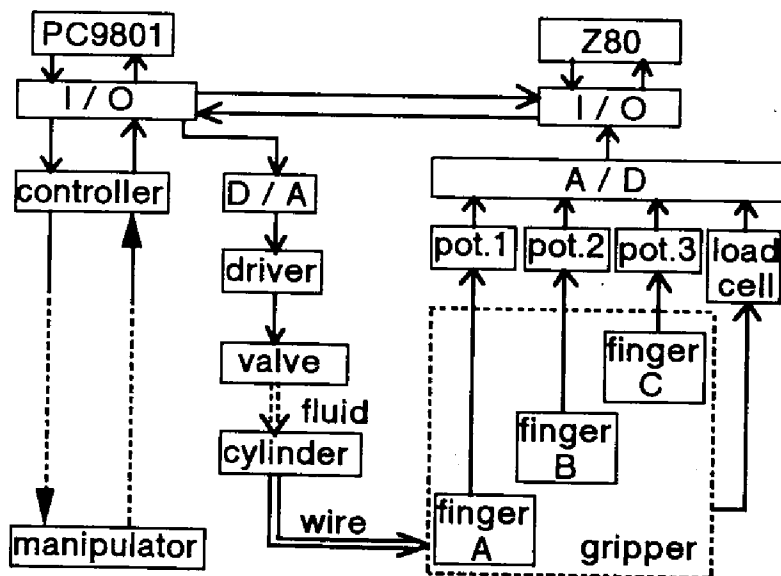 PC9801
Z80
I / O
I / O
A / D
controller
D / A
pot.1
pot.2
pot.3
load
cell
driver
valve
finger
C
fluid
finger
B
cylinder
wire
finger
A
manipulator
gripper